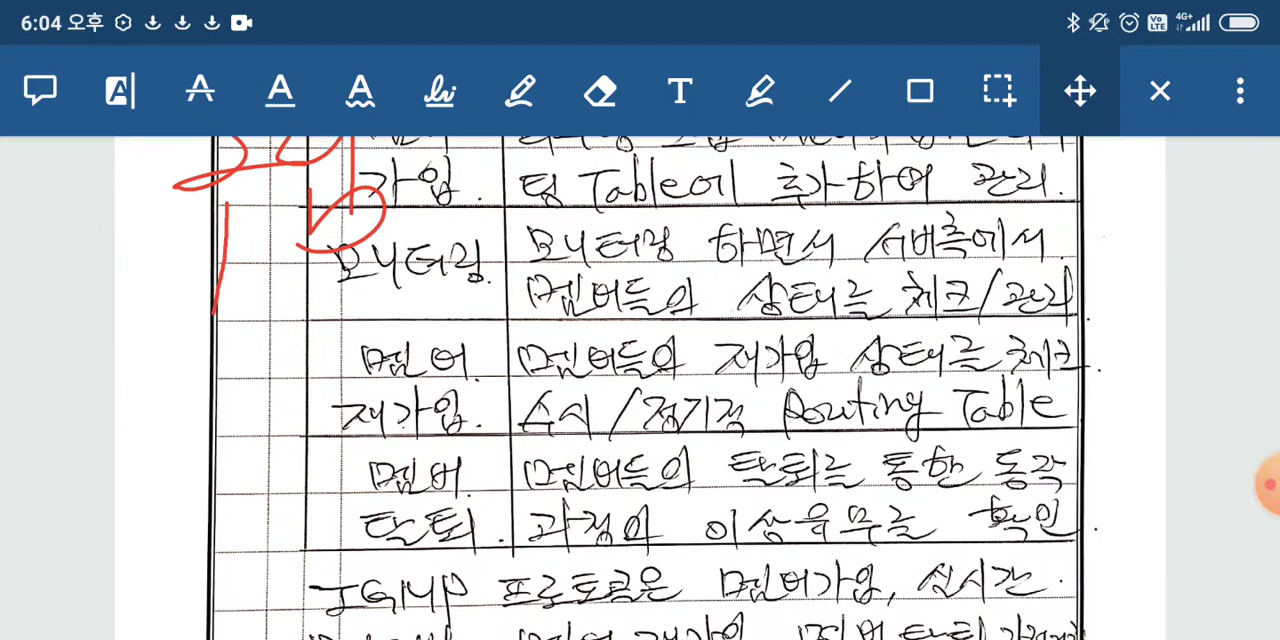 6:04 오후
가입. 팅 Table에 추가하여 관리.
모니터링. 모니터링 하면서 서버측에서
멤버들의 상태를 체크/관리
멤버 멤버들의 재가입 상태를 체크.
재가입. 수시/정기적 Routing Table
멤버 멤버들의 탈퇴를 통한 동작
탈퇴. 과정의 이상유무를 확인.
IGMP 프로토콜은 멤버가입, 실시간